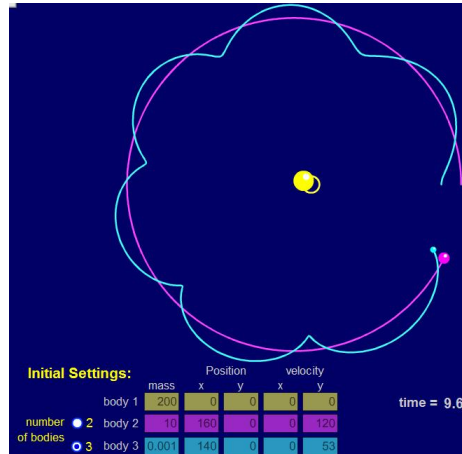 Initial Settings:
Position velocity
mass x y x y
body 1 200 0 0 0 0
time = 9.6
number 2 body 2 10 160 0 0 120
of bodies 3 body 3 0.001 140 0 0 53